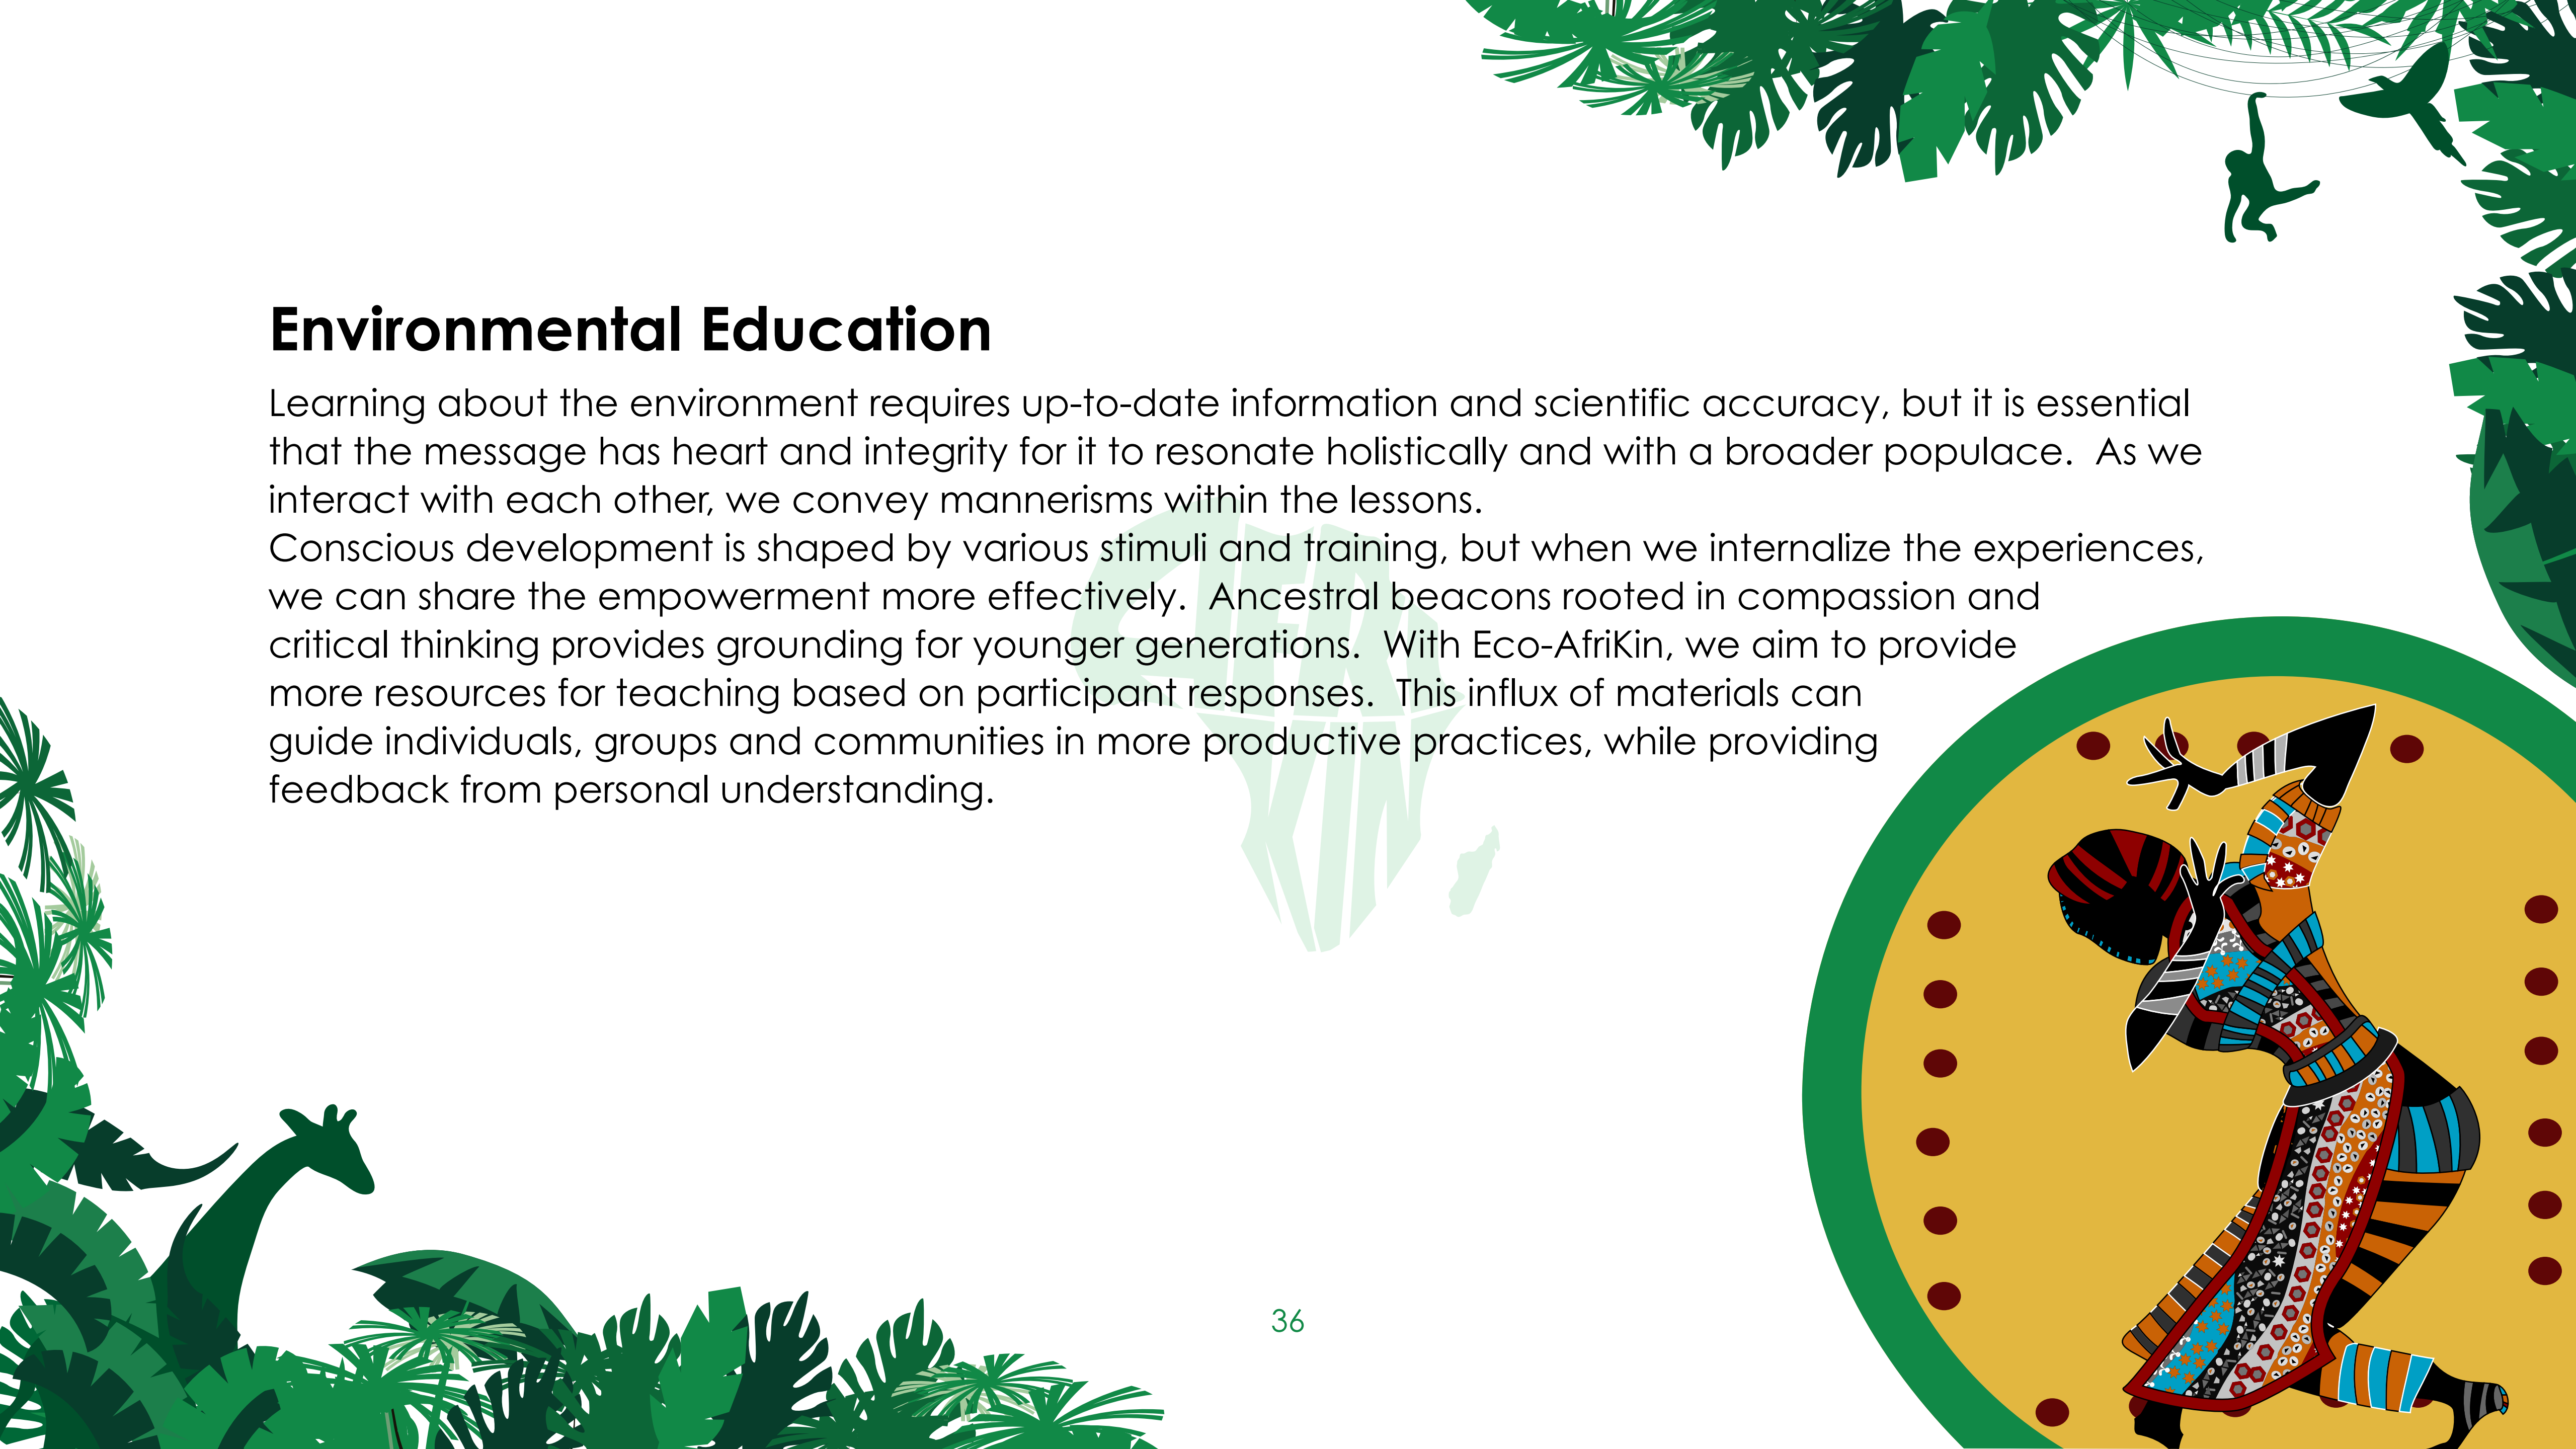 Environmental Education
Learning about the environment requires up-to-date information and scientific accuracy, but it is essential
that the message has heart and integrity for it to resonate holistically and with a broader populace.  As we
interact with each other, we convey mannerisms within the lessons.
Conscious development is shaped by various stimuli and training, but when we internalize the experiences,
we can share the empowerment more effectively.  Ancestral beacons rooted in compassion and
critical thinking provides grounding for younger generations.  With Eco-AfriKin, we aim to provide
more resources for teaching based on participant responses.  This influx of materials can
guide individuals, groups and communities in more productive practices, while providing
feedback from personal understanding.
AFRI
KIN
36